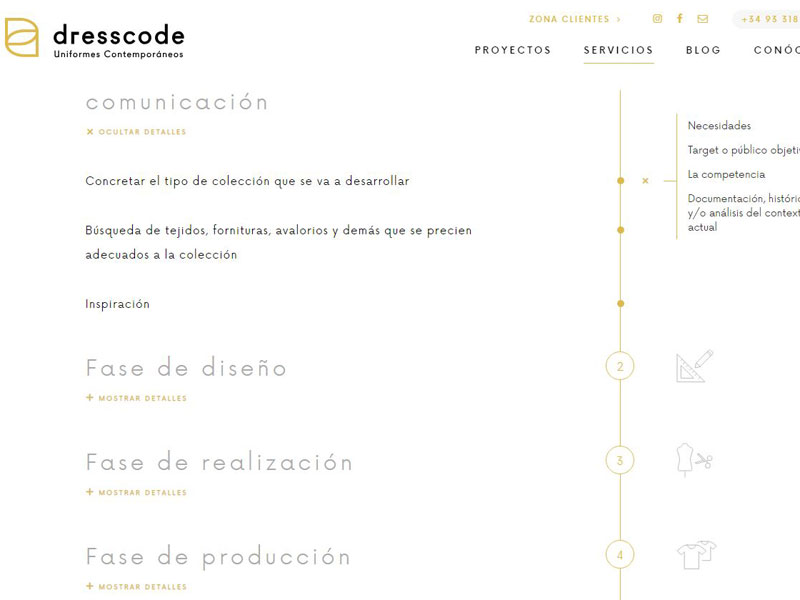 ZONA CLIENTES >
+34 93 318
dresscode
Uniformes Contemporáneos
PROYECTOS
SERVICIOS
BLOG
CONÓC
comunicación
× OCULTAR DETALLES
Necesidades
Target o público objeti
La competencia
Documentación, históric
y/o análisis del context
actual
Concretar el tipo de colección que se va a desarrollar
Búsqueda de tejidos, fornituras, avalorios y demás que se precien
adecuados a la colección
Inspiración
Fase de diseño
+ MOSTRAR DETALLES
2
Fase de realización
+ MOSTRAR DETALLES
3
Fase de producción
+ MOSTRAR DETALLES
4